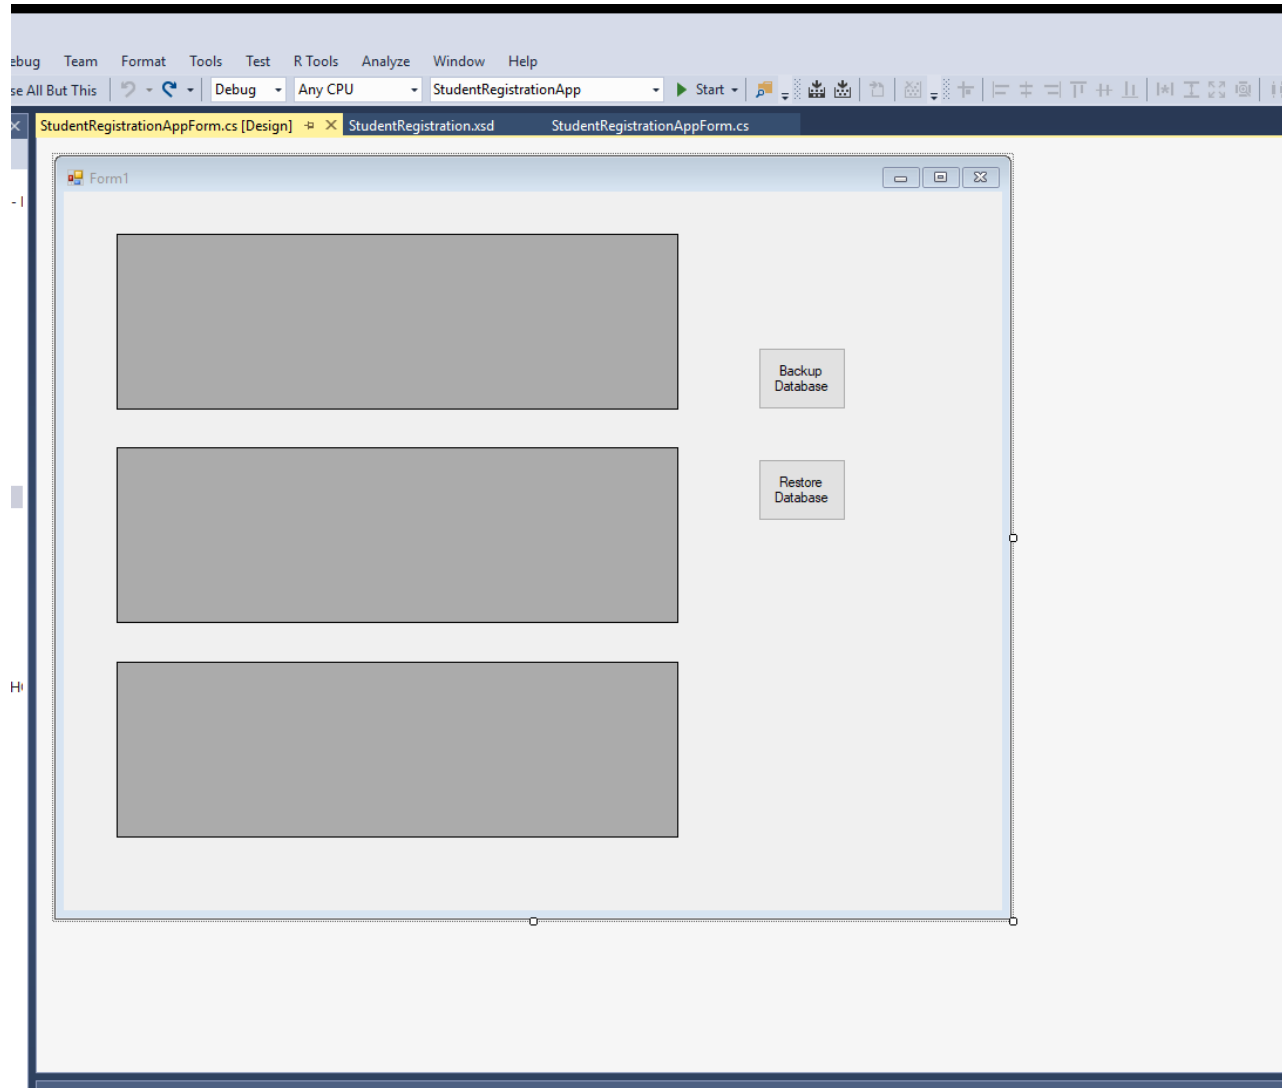 ebug Team Format Tools Test R Tools Analyze Window Help
se All But This Debug Any CPU StudentRegistrationApp Start
StudentRegistrationAppForm.cs [Design] StudentRegistration.xsd StudentRegistrationAppForm.cs
Form1
Backup
Database
Restore
Database